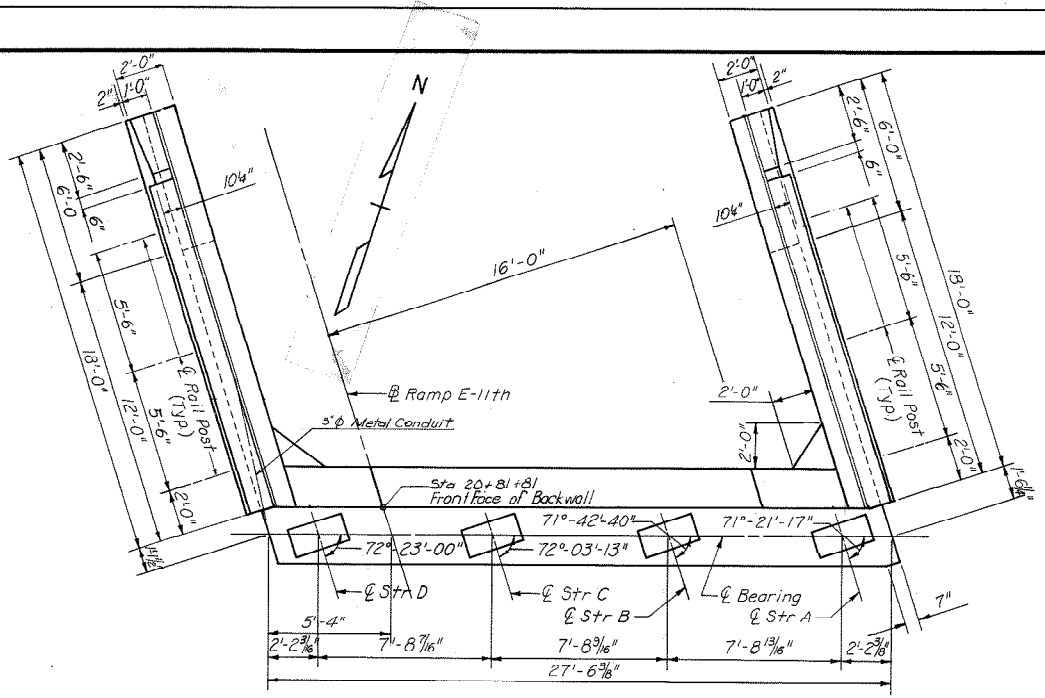 2'-0"
1'-0"
2"
2'-0"
1'-0"
2"
N
2'-6"
6'-0"
6"
10¼"
2'-6"
6'-0"
6"
10¼"
16'-0"
5'-6"
18'-0"
12'-0"
5'-6"
2'-0"
℄ Rail Post
(Typ)
5'-6"
18'-0"
12'-0"
5'-6"
2'-0"
℄ Rail Post
(Typ)
1'-6¼"
Ramp E-11th
3"φ Metal Conduit
2'-0"
2'-0"
Sta 20+81+81
Front Face of Backwall
72°-23'-00"
72°-03'-13"
71°-42'-40"
71°-21'-17"
℄ Str D
℄ Str C
℄ Str B
℄ Bearing
℄ Str A
7"
5'-4"
2'-2 3/16"
7'-8 7/16"
7'-8 9/16"
7'-8 13/16"
2'-2 3/8"
27'-6 3/8"